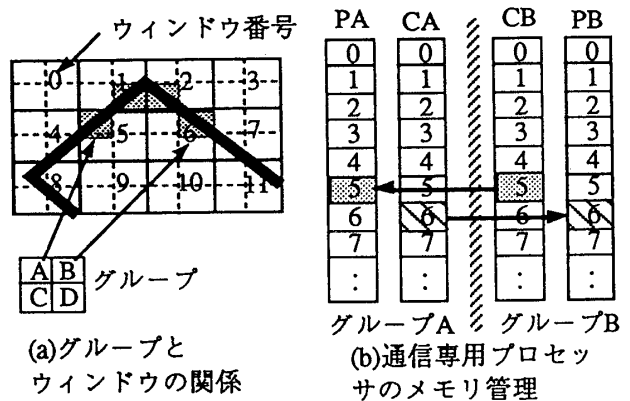 ウィンドウ番号
0 1 2 3
4 5 6 7
8 9 10 11
A B
C D
グループ
(a)グループと
ウィンドウの関係
PA CA CB PB
0 0 0 0
1 1 1 1
2 2 2 2
3 3 3 3
4 4 4 4
5 5 5 5
6 6 6 6
7 7 7 7
: : : :
グループA グループB
(b)通信専用プロセッ
サのメモリ管理